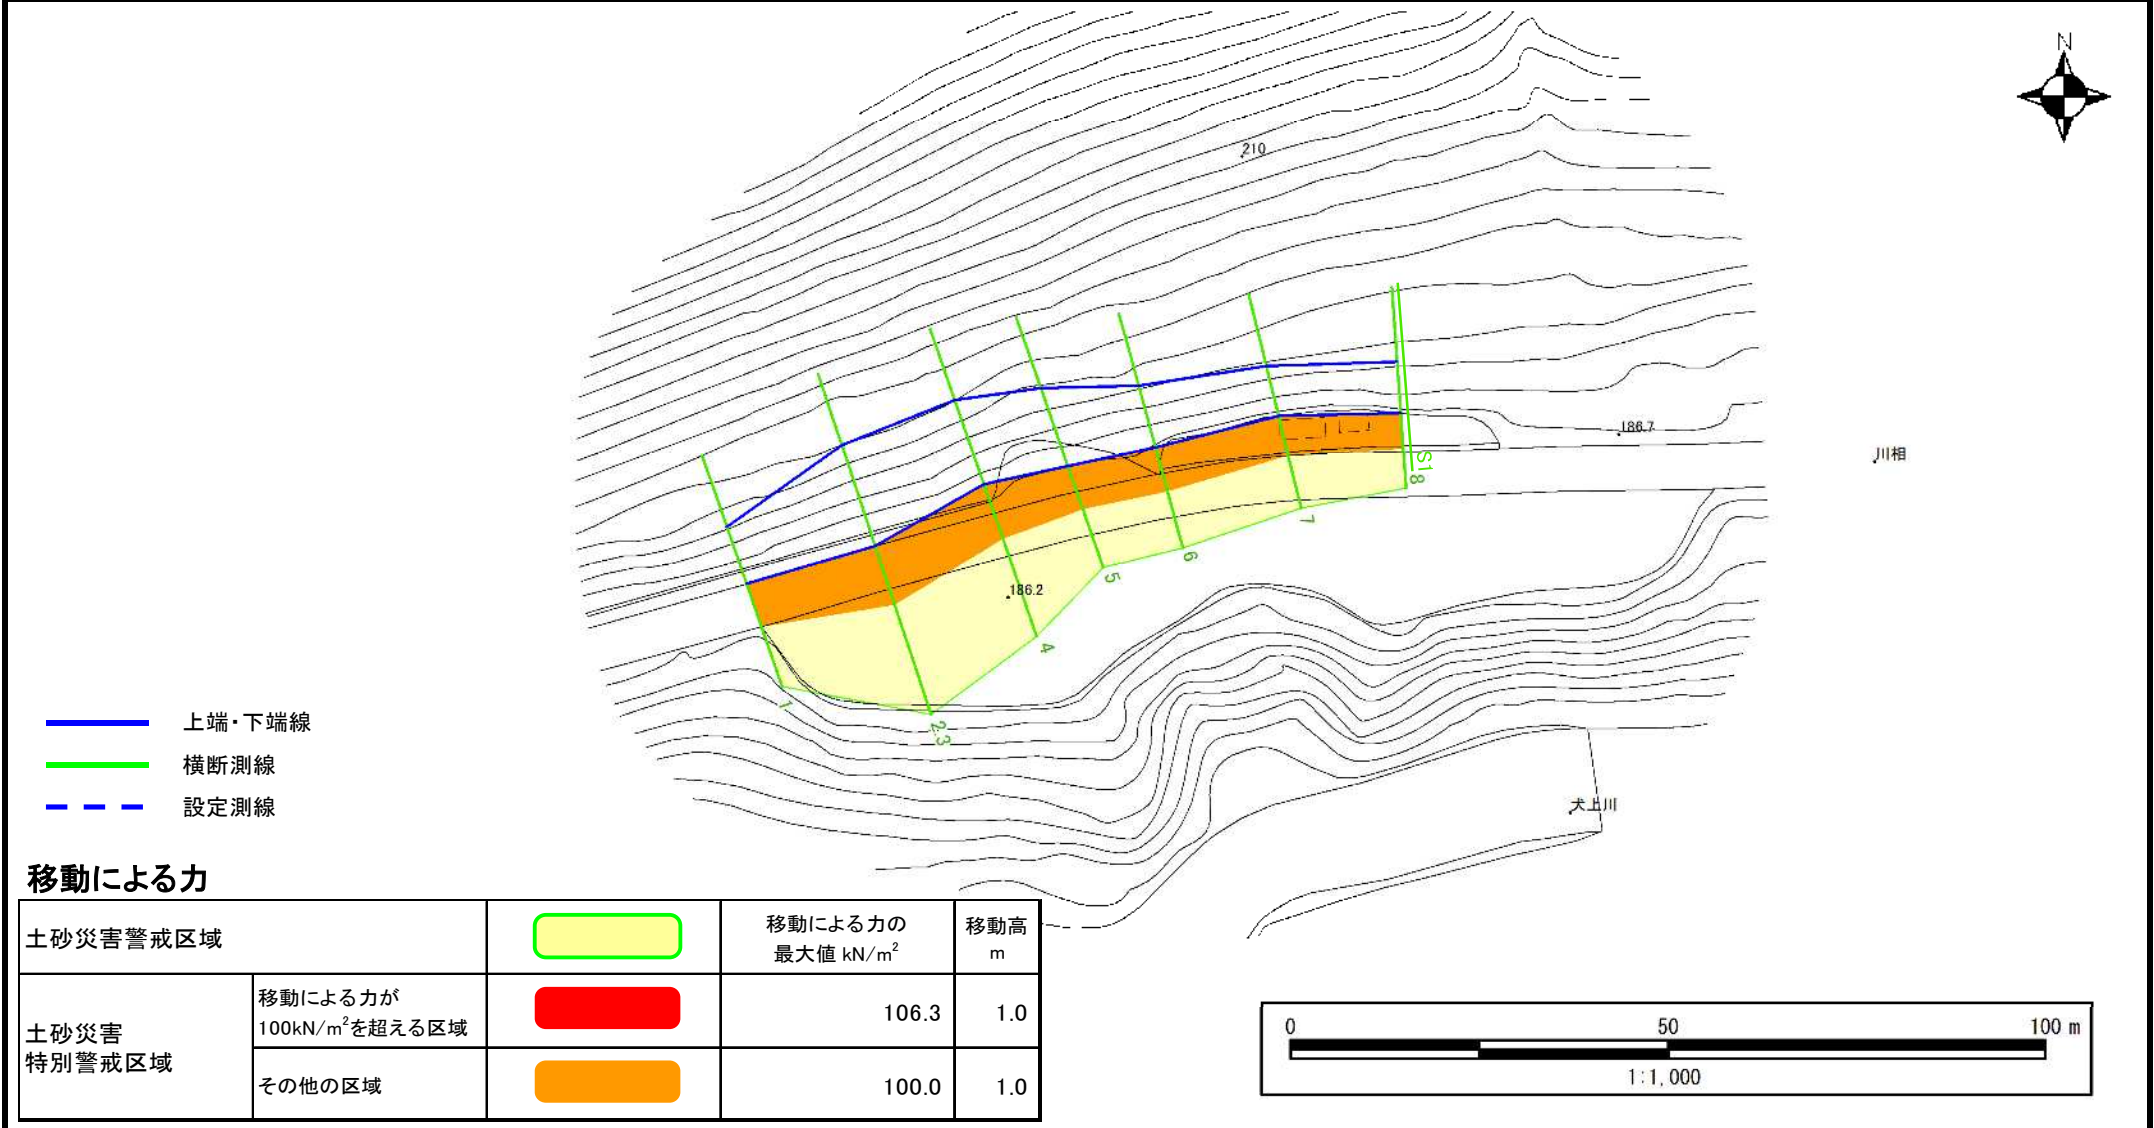 N
210
186.7
川相
S1
8
7
6
5
186.2
4
1
2.3
犬上川
上端・下端線
横断測線
設定測線
移動による力
土砂災害警戒区域
移動による力の
最大値 kN/m²
移動高
m
土砂災害
特別警戒区域
移動による力が
100kN/m²を超える区域
106.3
1.0
その他の区域
100.0
1.0
0 50 100 m
1:1,000